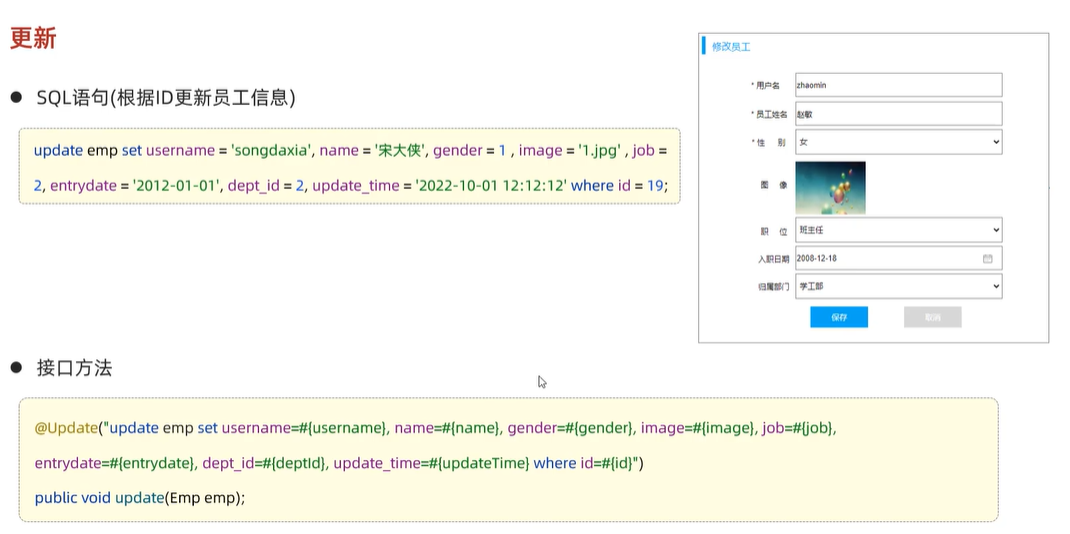 更新
● SQL语句(根据ID更新员工信息)
update emp set username = 'songdaxia', name = '宋大侠', gender = 1 , image = '1.jpg' , job =
2, entrydate = '2012-01-01', dept_id = 2, update_time = '2022-10-01 12:12:12' where id = 19;
修改员工
* 用户名 zhaomin
* 员工姓名 赵敏
* 性 别 女
图 像
职 位 班主任
入职日期 2008-12-18
归属部门 学工部
保存 取消
● 接口方法
@Update("update emp set username=#{username}, name=#{name}, gender=#{gender}, image=#{image}, job=#{job},
entrydate=#{entrydate}, dept_id=#{deptId}, update_time=#{updateTime} where id=#{id}")
public void update(Emp emp);